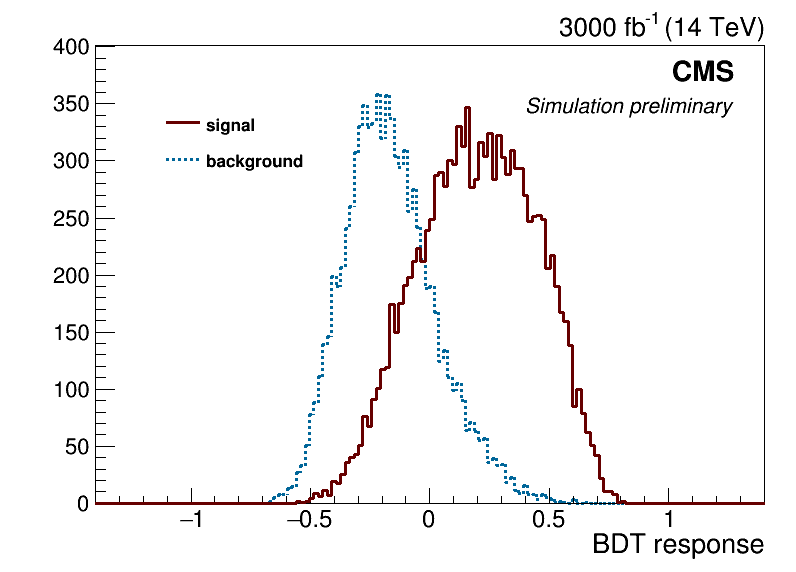 3000 fb-1 (14 TeV)
400
CMS
350
Simulation preliminary
signal
300
background
250
200
150
100
50
0
−1
−0.5
0
0.5
1
BDT response